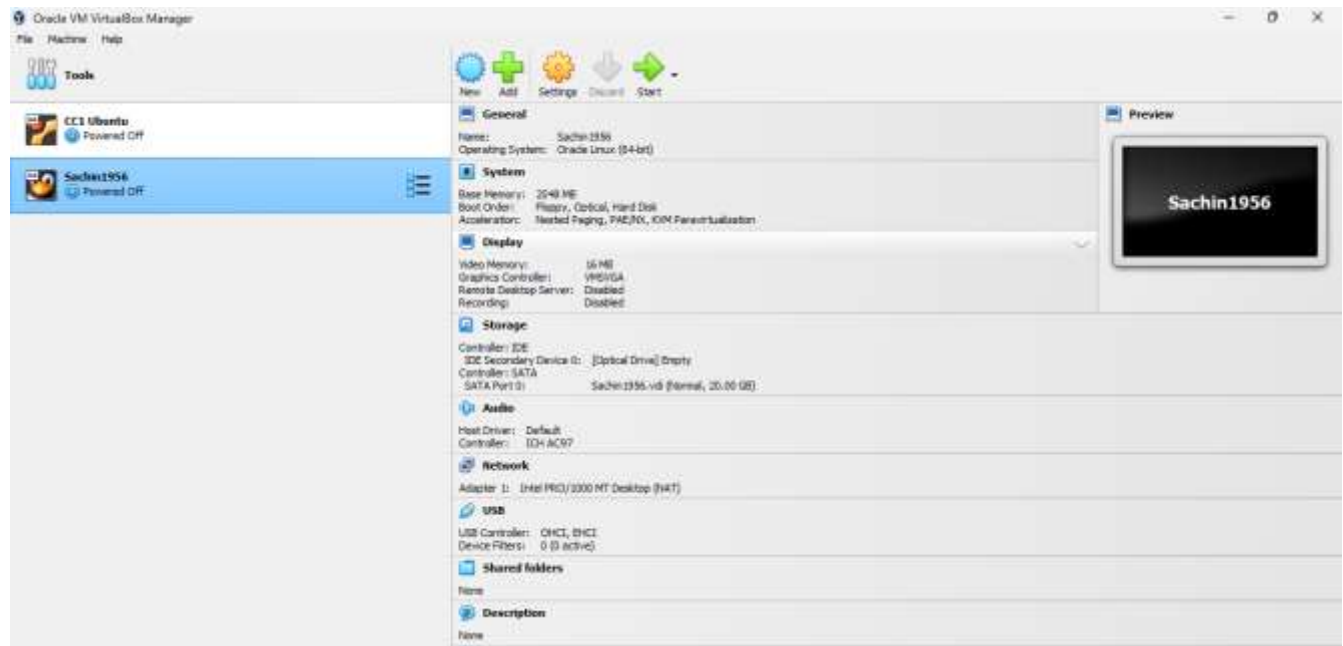 Oracle VM VirtualBox Manager
File Machine Help
Tools
New Add Settings Discard Start
CC1 Ubuntu
Powered Off
Sachin1956
Powered Off
General
Name: Sachin1956
Operating System: Oracle Linux (64-bit)
System
Base Memory: 2048 MB
Boot Order: Floppy, Optical, Hard Disk
Acceleration: Nested Paging, PAE/NX, KVM Paravirtualization
Display
Video Memory: 16 MB
Graphics Controller: VMSVGA
Remote Desktop Server: Disabled
Recording: Disabled
Storage
Controller: IDE
IDE Secondary Device 0: [Optical Drive] Empty
Controller: SATA
SATA Port 0: Sachin1956.vdi (Normal, 20.00 GB)
Audio
Host Driver: Default
Controller: ICH AC97
Network
Adapter 1: Intel PRO/1000 MT Desktop (NAT)
USB
USB Controller: OHCI, EHCI
Device Filters: 0 (0 active)
Shared folders
None
Description
None
Preview
Sachin1956